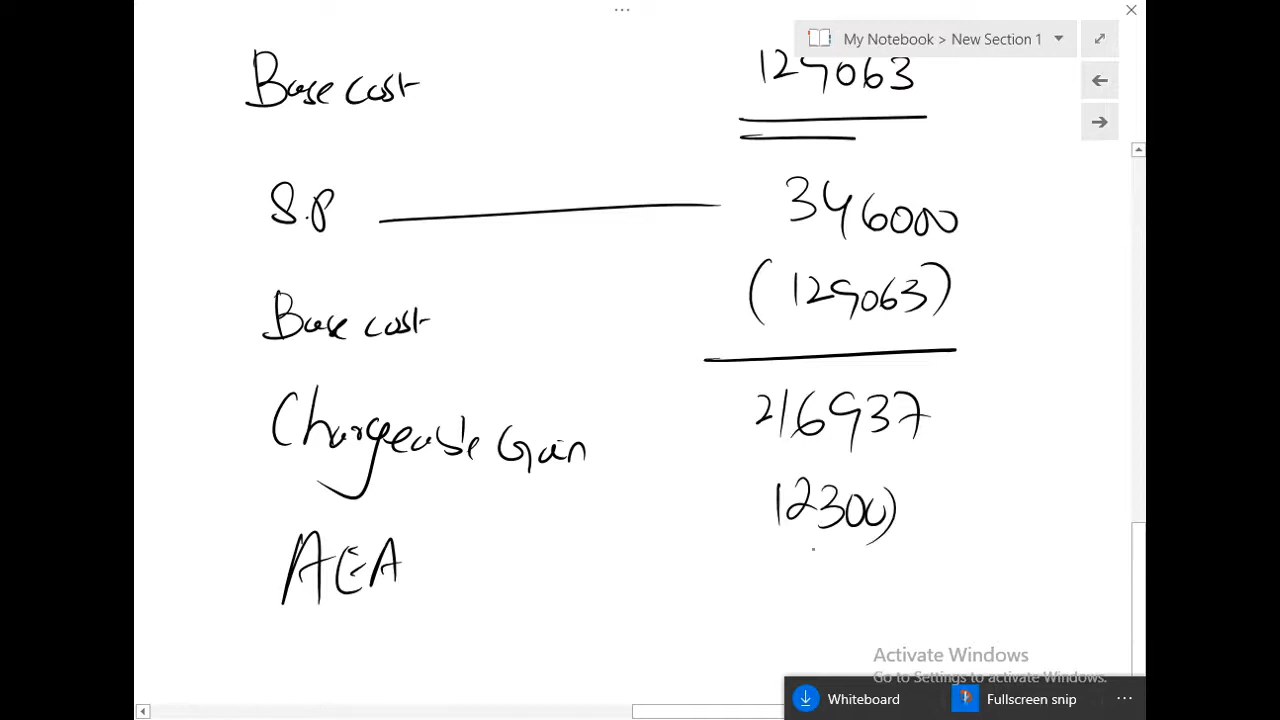 My Notebook > New Section 1
Base cost 129063
S.P 346000
Base cost (129063)
Chargeable Gain 216937
AEA 12300)
Activate Windows
Go to Settings to activate Windows.
Whiteboard Fullscreen snip